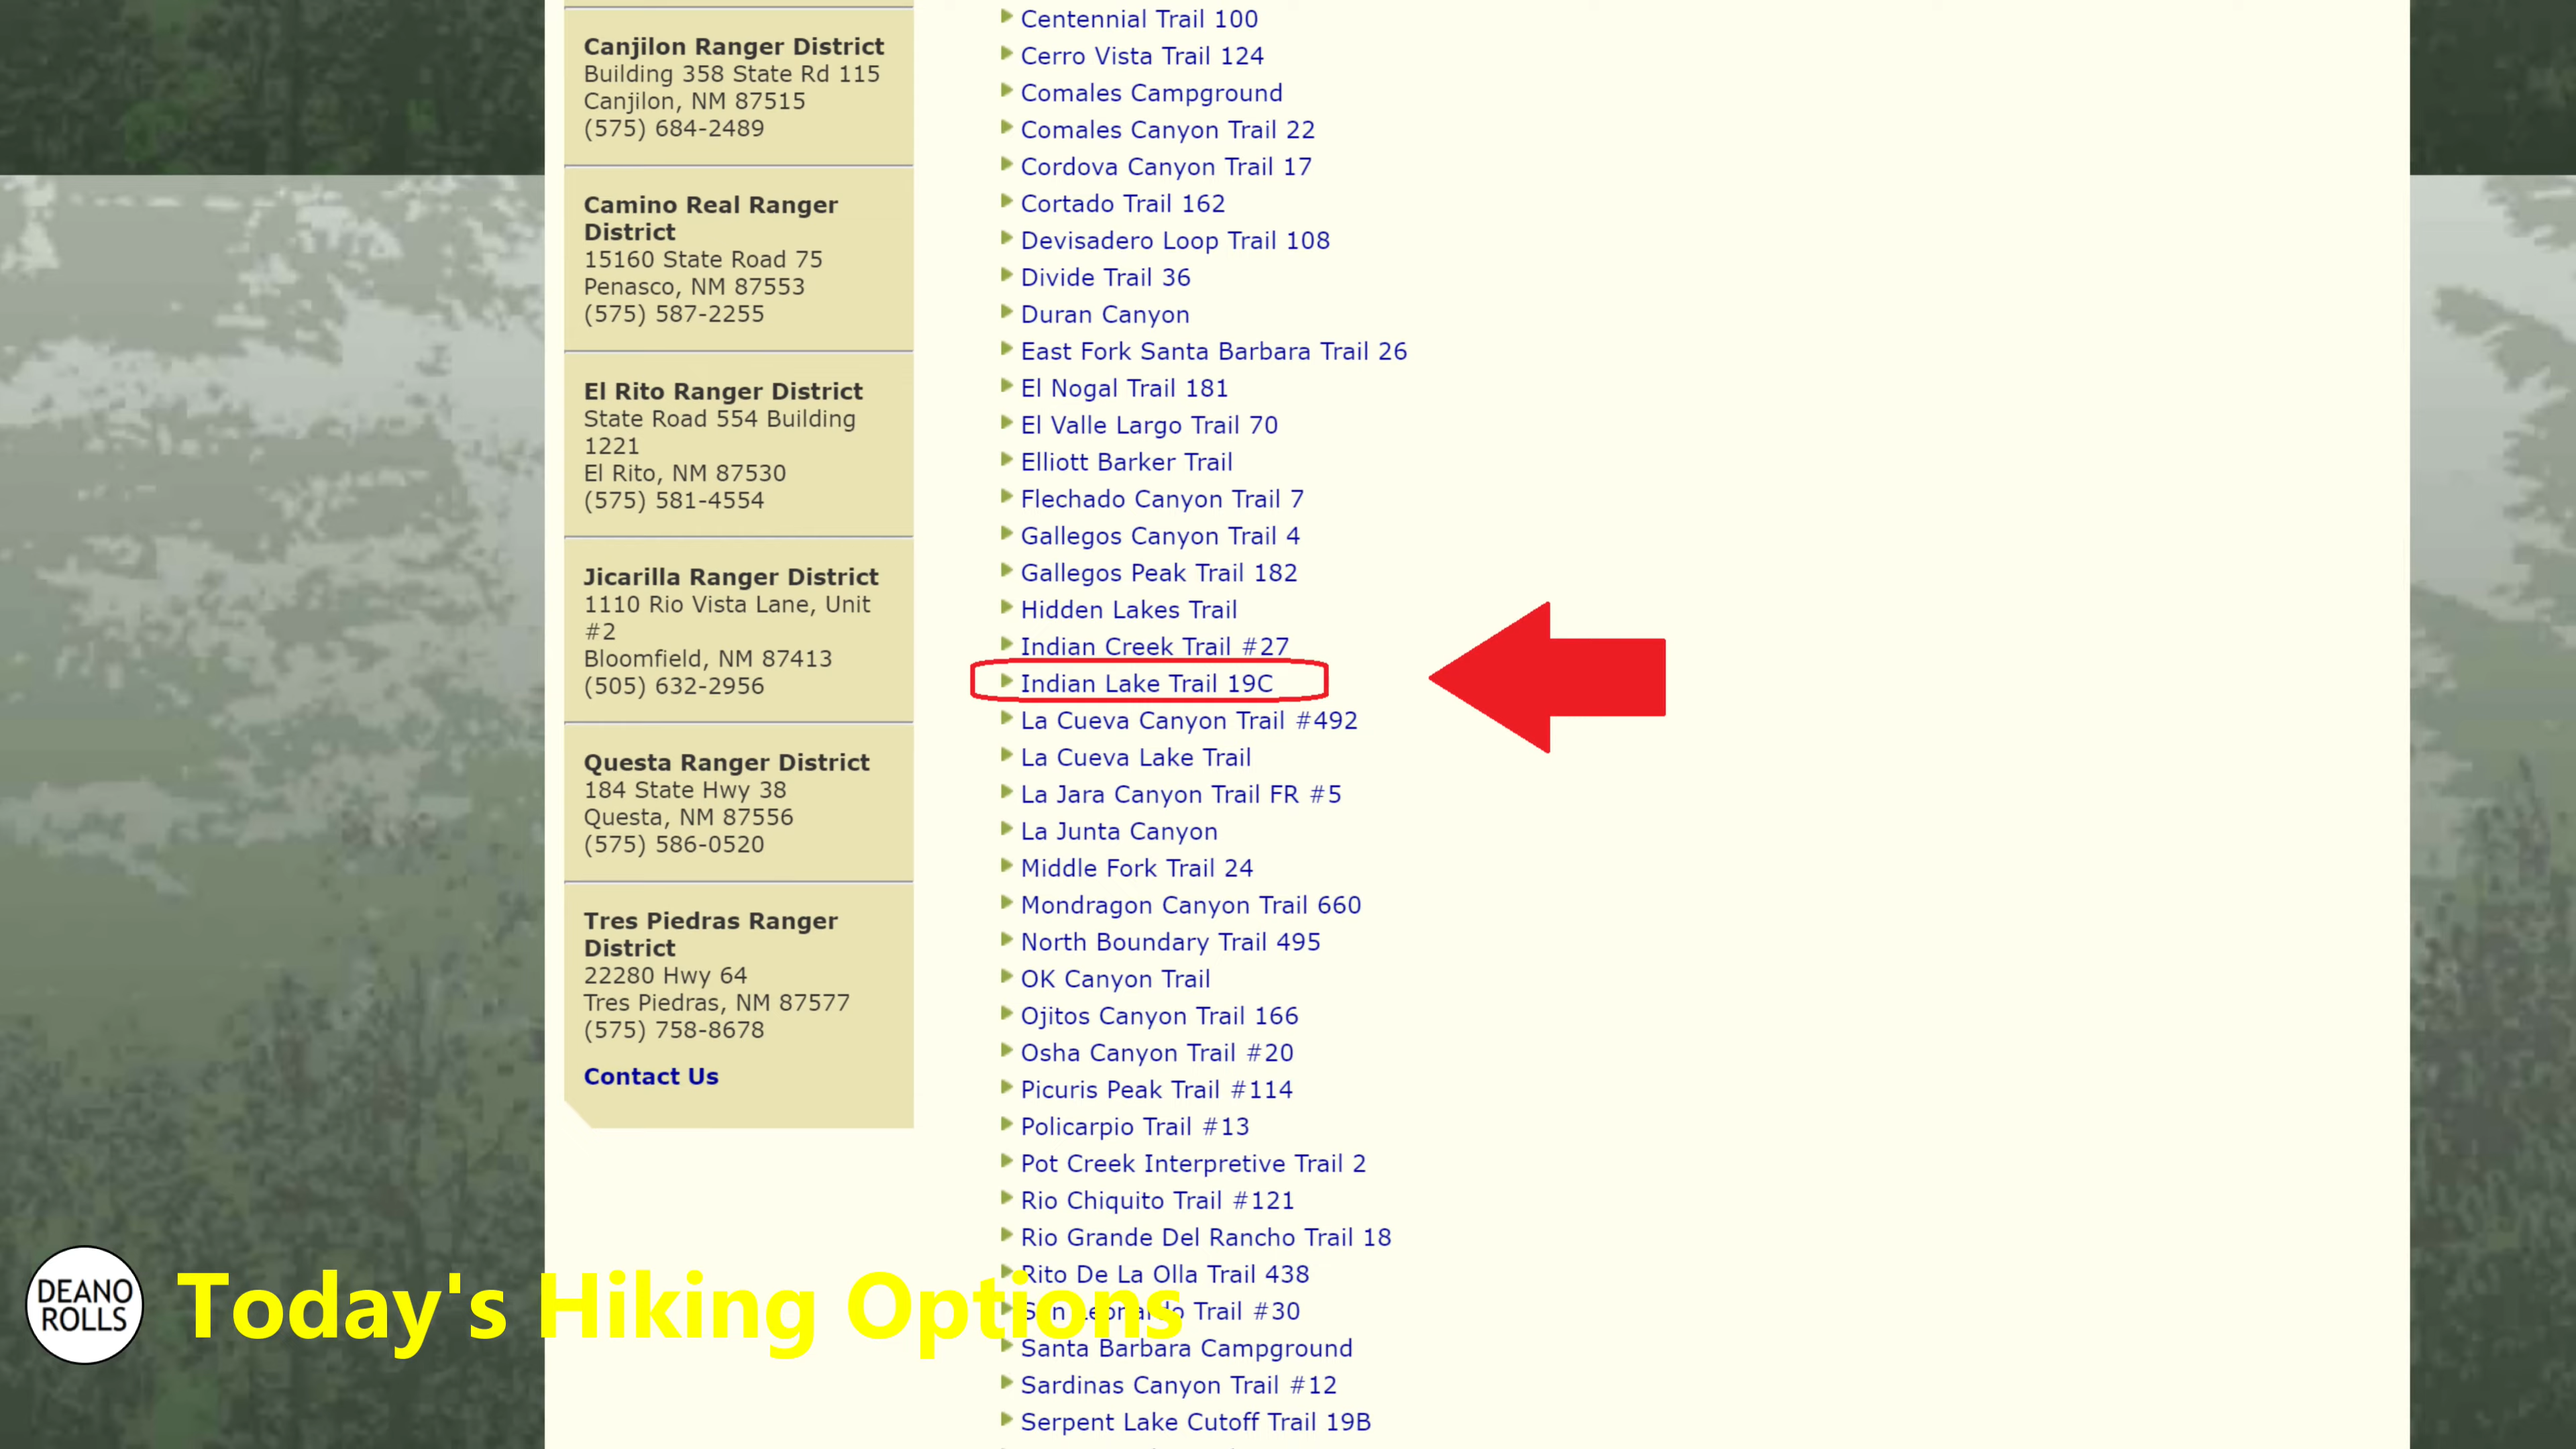 Canjilon Ranger District
Building 358 State Rd 115
Canjilon, NM 87515
(575) 684-2489
Camino Real Ranger
District
15160 State Road 75
Penasco, NM 87553
(575) 587-2255
El Rito Ranger District
State Road 554 Building
1221
El Rito, NM 87530
(575) 581-4554
Jicarilla Ranger District
1110 Rio Vista Lane, Unit
#2
Bloomfield, NM 87413
(505) 632-2956
Questa Ranger District
184 State Hwy 38
Questa, NM 87556
(575) 586-0520
Tres Piedras Ranger
District
22280 Hwy 64
Tres Piedras, NM 87577
(575) 758-8678
Contact Us
Centennial Trail 100
Cerro Vista Trail 124
Comales Campground
Comales Canyon Trail 22
Cordova Canyon Trail 17
Cortado Trail 162
Devisadero Loop Trail 108
Divide Trail 36
Duran Canyon
East Fork Santa Barbara Trail 26
El Nogal Trail 181
El Valle Largo Trail 70
Elliott Barker Trail
Flechado Canyon Trail 7
Gallegos Canyon Trail 4
Gallegos Peak Trail 182
Hidden Lakes Trail
Indian Creek Trail #27
Indian Lake Trail 19C
La Cueva Canyon Trail #492
La Cueva Lake Trail
La Jara Canyon Trail FR #5
La Junta Canyon
Middle Fork Trail 24
Mondragon Canyon Trail 660
North Boundary Trail 495
OK Canyon Trail
Ojitos Canyon Trail 166
Osha Canyon Trail #20
Picuris Peak Trail #114
Policarpio Trail #13
Pot Creek Interpretive Trail 2
Rio Chiquito Trail #121
Rio Grande Del Rancho Trail 18
Rito De La Olla Trail 438
San Leonardo Trail #30
Santa Barbara Campground
Sardinas Canyon Trail #12
Serpent Lake Cutoff Trail 19B
DEANO
ROLLS
Today's Hiking Options